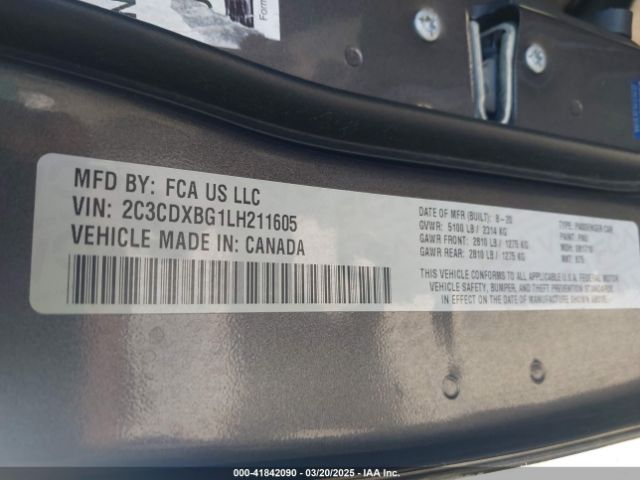 Form
MFD BY: FCA US LLC
VIN: 2C3CDXBG1LH211605
VEHICLE MADE IN: CANADA
DATE OF MFR (BUILT): 8-20
GVWR: 5100 LB / 2314 KG
GAWR FRONT: 2810 LB / 1275 KG
GAWR REAR: 2810 LB / 1275 KG
TYPE: PASSENGER CAR
PAINT:
MDH:
THIS VEHICLE CONFORMS TO ALL APPLICABLE U.S.A. FEDERAL MOTOR
VEHICLE SAFETY, BUMPER, AND THEFT PREVENTION STANDARDS
IN EFFECT ON THE DATE OF MANUFACTURE SHOWN ABOVE.
000-41842090 - 03/20/2025 - IAA Inc.